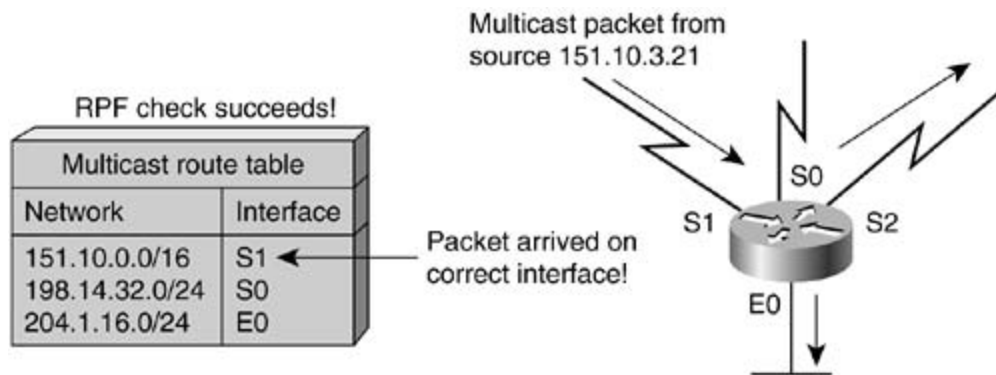 Multicast packet from
source 151.10.3.21
RPF check succeeds!
Multicast route table
Network Interface
151.10.0.0/16 S1
198.14.32.0/24 S0
204.1.16.0/24 E0
Packet arrived on
correct interface!
S0
S1
S2
E0